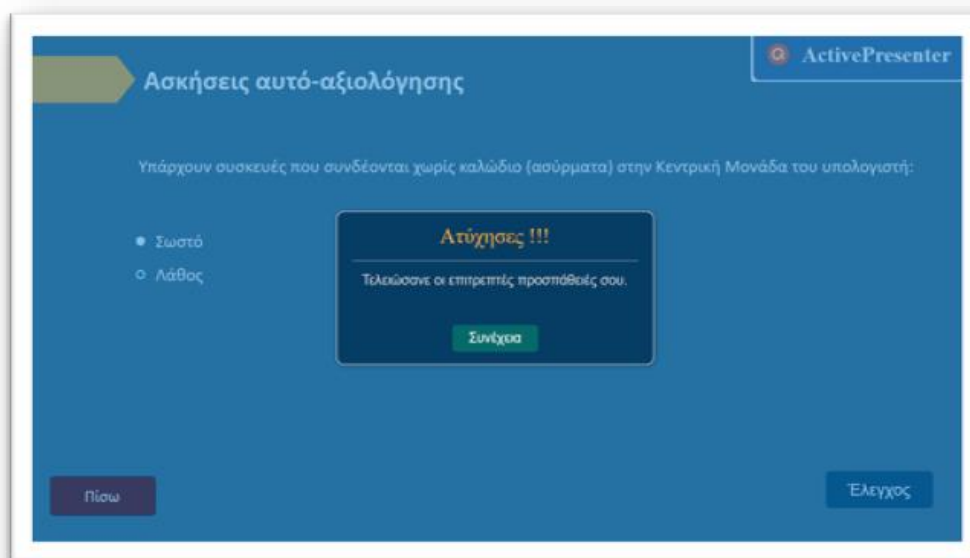 ActivePresenter
Ασκήσεις αυτό-αξιολόγησης
Υπάρχουν συσκευές που συνδέονται χωρίς καλώδιο (ασύρματα) στην Κεντρική Μονάδα του υπολογιστή:
Σωστό
Λάθος
Ατύχησες !!!
Τελειώσανε οι επιτρεπτές προσπάθειές σου.
Συνέχεια
Πίσω
Έλεγχος